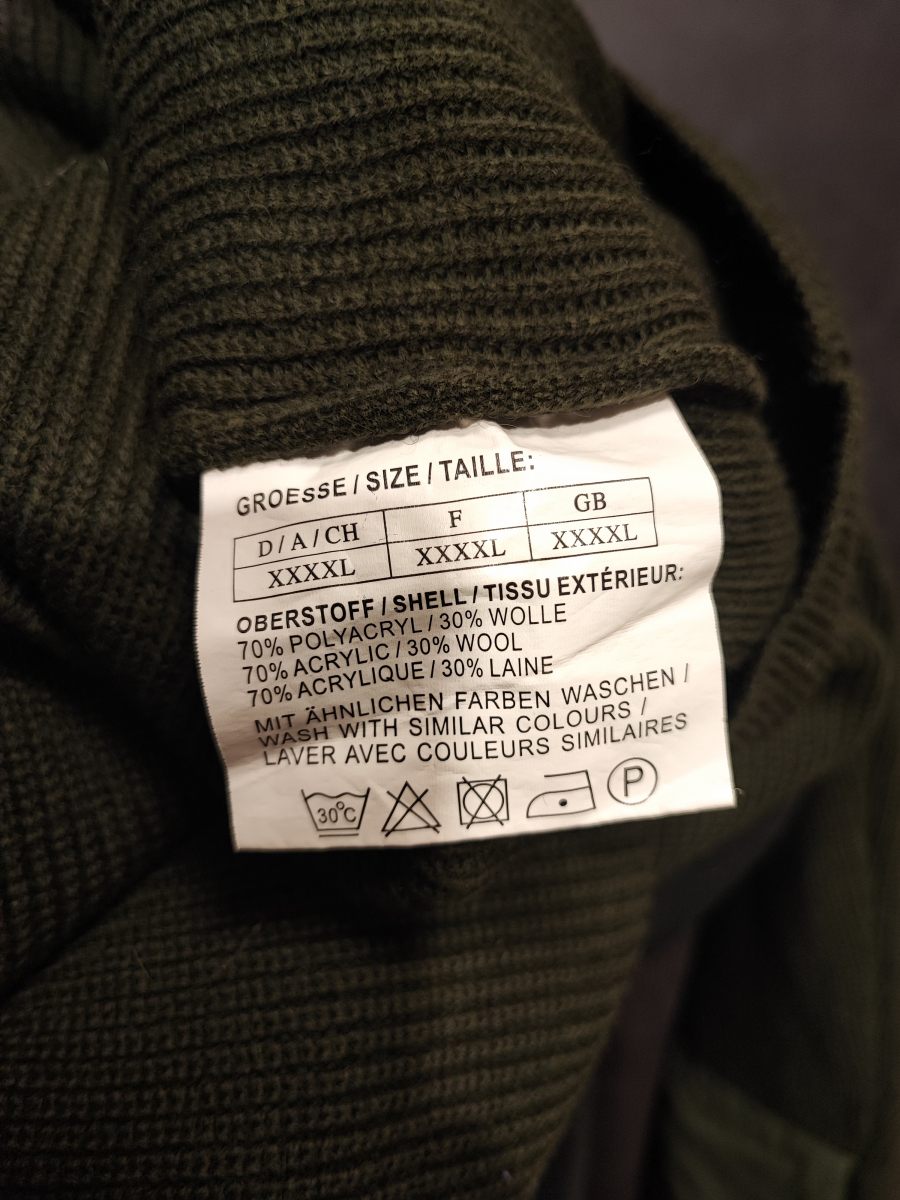 GROESSE / SIZE / TAILLE:
D / A / CH F GB
XXXXL XXXXL XXXXL
OBERSTOFF / SHELL / TISSU EXTÉRIEUR:
70% POLYACRYL / 30% WOLLE
70% ACRYLIC / 30% WOOL
70% ACRYLIQUE / 30% LAINE
MIT ÄHNLICHEN FARBEN WASCHEN /
WASH WITH SIMILAR COLOURS /
LAVER AVEC COULEURS SIMILAIRES
30°C P